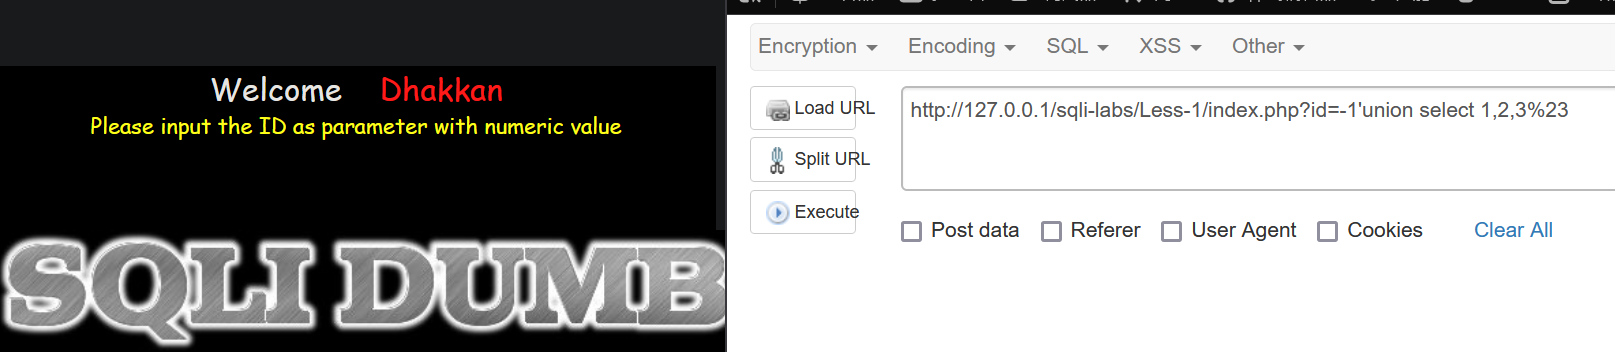 Welcome Dhakkan
Please input the ID as parameter with numeric value
SQLI DUMB
Encryption
Encoding
SQL
XSS
Other
Load URL
http://127.0.0.1/sqli-labs/Less-1/index.php?id=-1'union select 1,2,3%23
Split URL
Execute
Post data
Referer
User Agent
Cookies
Clear All